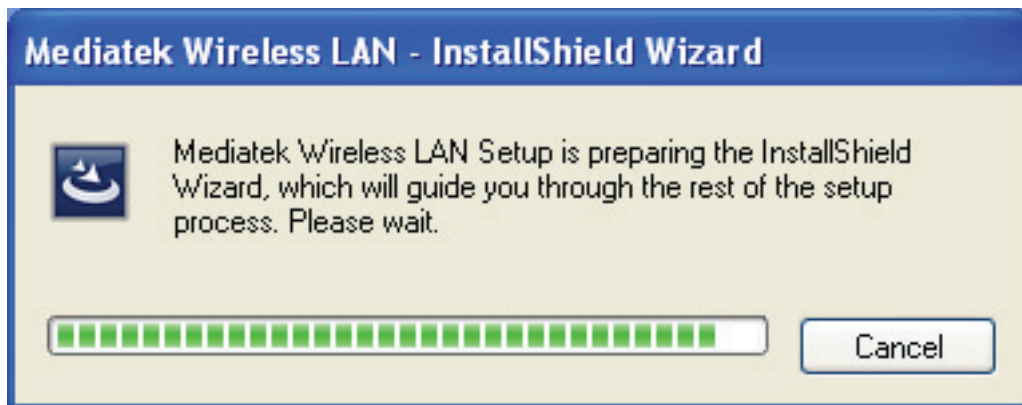 Mediatek Wireless LAN - InstallShield Wizard
Mediatek Wireless LAN Setup is preparing the InstallShield
Wizard, which will guide you through the rest of the setup
process. Please wait.
Cancel